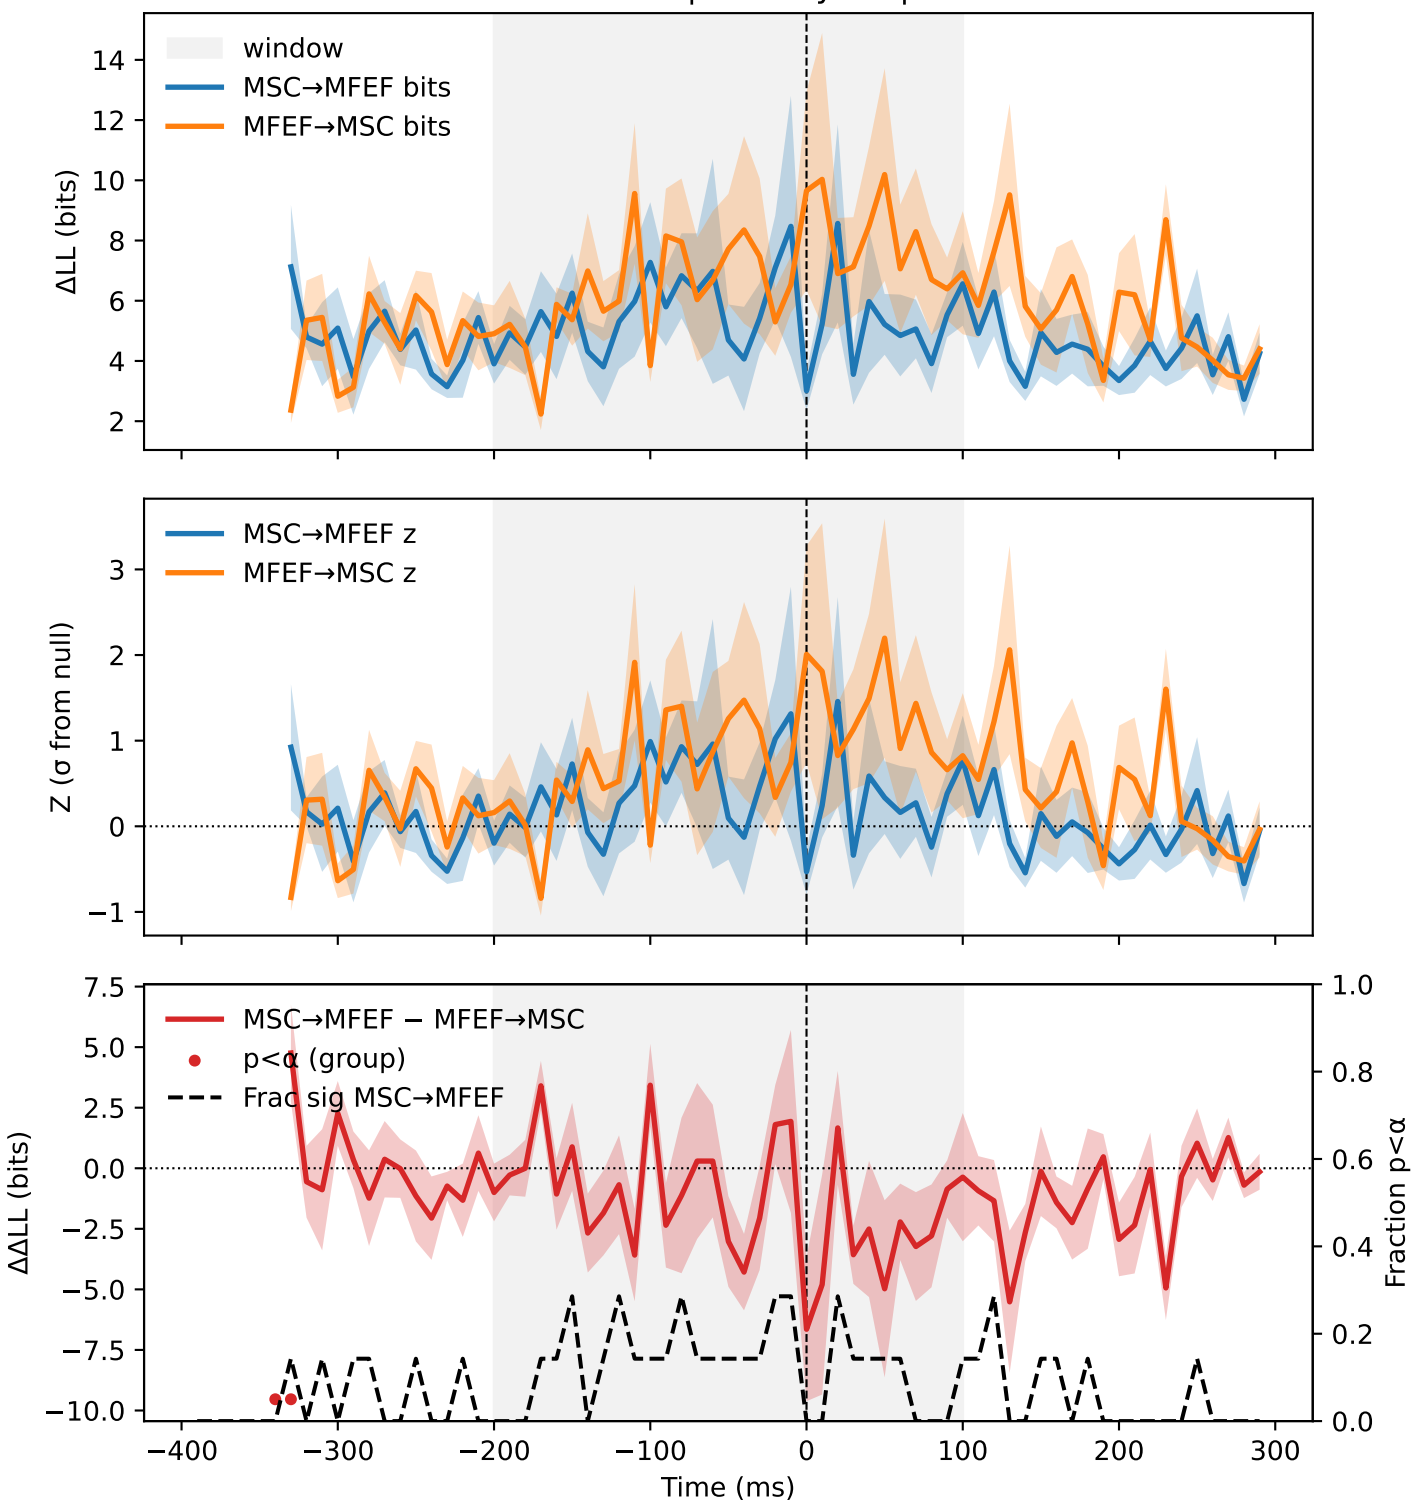 window
MSC→MFEF bits
MFEF→MSC bits
ΔLL (bits)
14
12
10
8
6
4
2
MSC→MFEF z
MFEF→MSC z
Z (σ from null)
3
2
1
0
−1
MSC→MFEF − MFEF→MSC
p<α (group)
Frac sig MSC→MFEF
ΔΔLL (bits)
7.5
5.0
2.5
0.0
−2.5
−5.0
−7.5
−10.0
1.0
0.8
0.6
0.4
0.2
0.0
Fraction p<α
−400 −300 −200 −100 0 100 200 300
Time (ms)